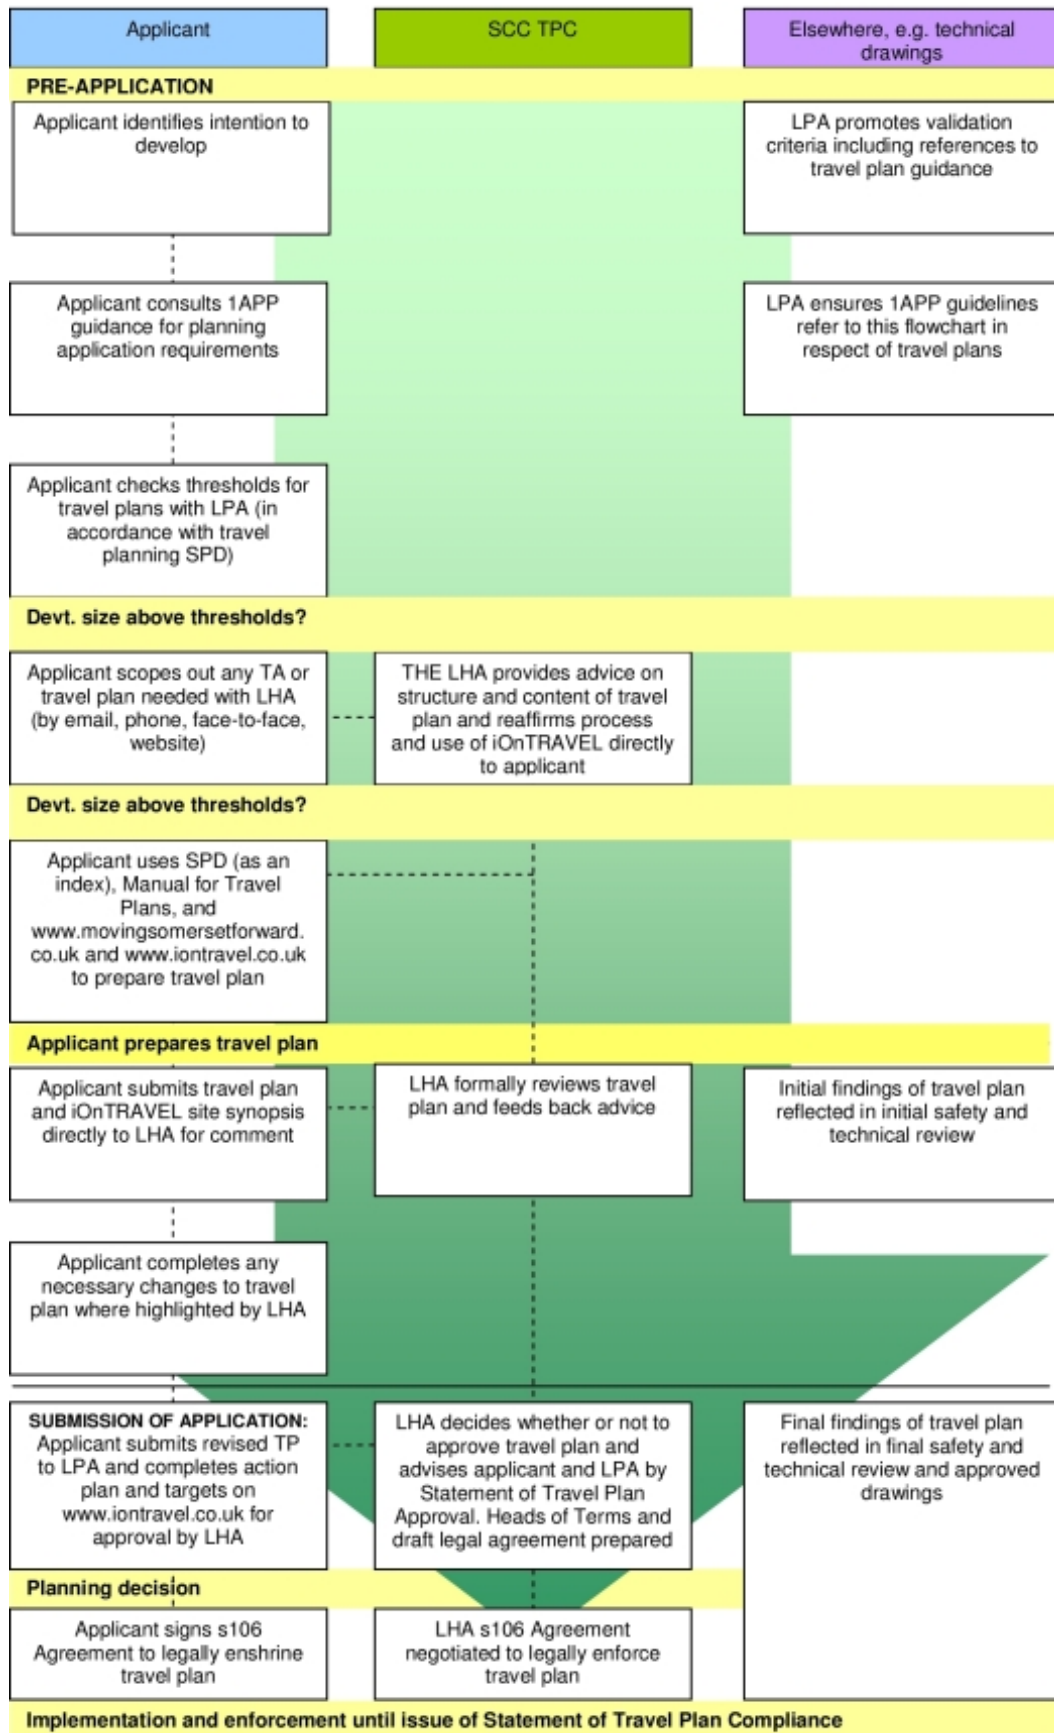 Applicant
SCC TPC
Elsewhere, e.g. technical
drawings
PRE-APPLICATION
Applicant identifies intention to
develop
LPA promotes validation
criteria including references to
travel plan guidance
Applicant consults 1APP
guidance for planning
application requirements
LPA ensures 1APP guidelines
refer to this flowchart in
respect of travel plans
Applicant checks thresholds for
travel plans with LPA (in
accordance with travel
planning SPD)
Devt. size above thresholds?
Applicant scopes out any TA or
travel plan needed with LHA
(by email, phone, face-to-face,
website)
THE LHA provides advice on
structure and content of travel
plan and reaffirms process
and use of iOnTRAVEL directly
to applicant
Devt. size above thresholds?
Applicant uses SPD (as an
index), Manual for Travel
Plans, and
www.movingsomersetforward.
co.uk and www.iontravel.co.uk
to prepare travel plan
Applicant prepares travel plan
Applicant submits travel plan
and iOnTRAVEL site synopsis
directly to LHA for comment
LHA formally reviews travel
plan and feeds back advice
Initial findings of travel plan
reflected in initial safety and
technical review
Applicant completes any
necessary changes to travel
plan where highlighted by LHA
SUBMISSION OF APPLICATION:
Applicant submits revised TP
to LPA and completes action
plan and targets on
www.iontravel.co.uk for
approval by LHA
LHA decides whether or not to
approve travel plan and
advises applicant and LPA by
Statement of Travel Plan
Approval. Heads of Terms and
draft legal agreement prepared
Final findings of travel plan
reflected in final safety and
technical review and approved
drawings
Planning decision
Applicant signs s106
Agreement to legally enshrine
travel plan
LHA s106 Agreement
negotiated to legally enforce
travel plan
Implementation and enforcement until issue of Statement of Travel Plan Compliance